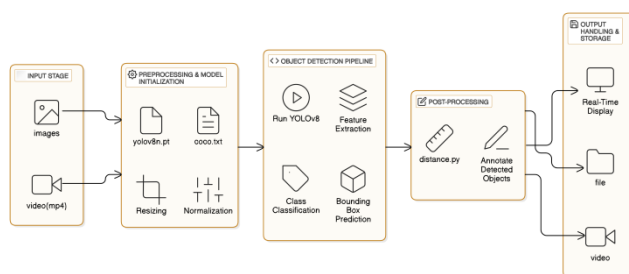 INPUT STAGE
images
video(mp4)
PREPROCESSING & MODEL
INITIALIZATION
yolov8n.pt
coco.txt
Resizing
Normalization
<> OBJECT DETECTION PIPELINE
Run YOLOv8
Feature
Extraction
Class
Classification
Bounding
Box
Prediction
POST-PROCESSING
distance.py
Annotate
Detected
Objects
OUTPUT
HANDLING &
STORAGE
Real-Time
Display
file
video